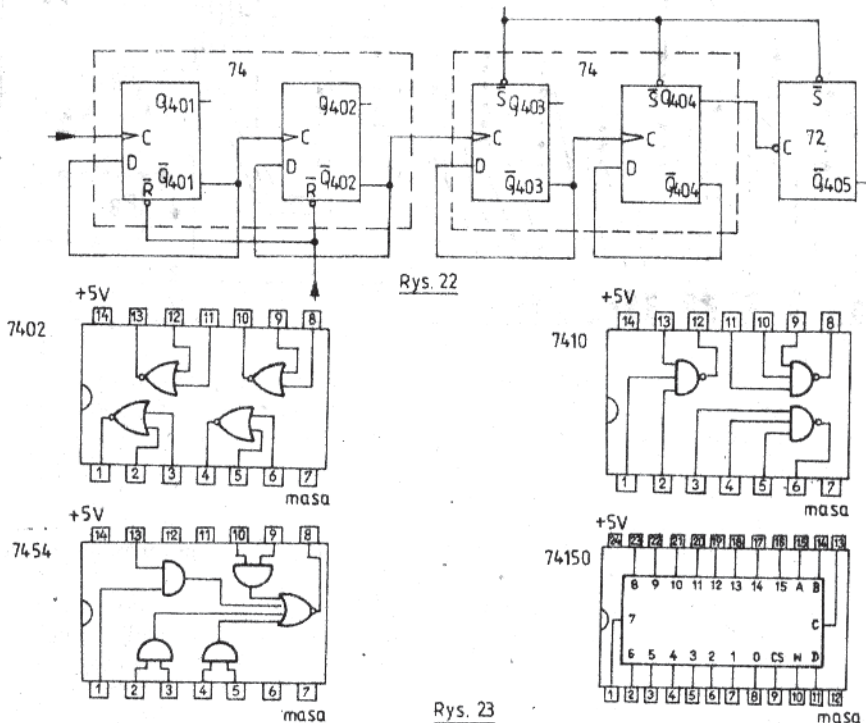 74 74
Q401 Q402 S̅ Q403 S̅ Q404 S̅
C C C C C 72
D D D D
R̅ Q̅401 R̅ Q̅402 Q̅403 Q̅404 Q̅405
Rys. 22
+5V
14 13 12 11 10 9 8
7402
1 2 3 4 5 6 7
masa
+5V
14 13 12 11 10 9 8
7410
1 2 3 4 5 6 7
masa
+5V
14 13 12 11 10 9 8
7454
1 2 3 4 5 6 7
masa
+5V
24 23 22 21 20 19 18 17 16 15 14 13
74150
8 9 10 11 12 13 14 15 A B
7 C
6 5 4 3 2 1 0 CS W D
1 2 3 4 5 6 7 8 9 10 11 12
masa
Rys. 23